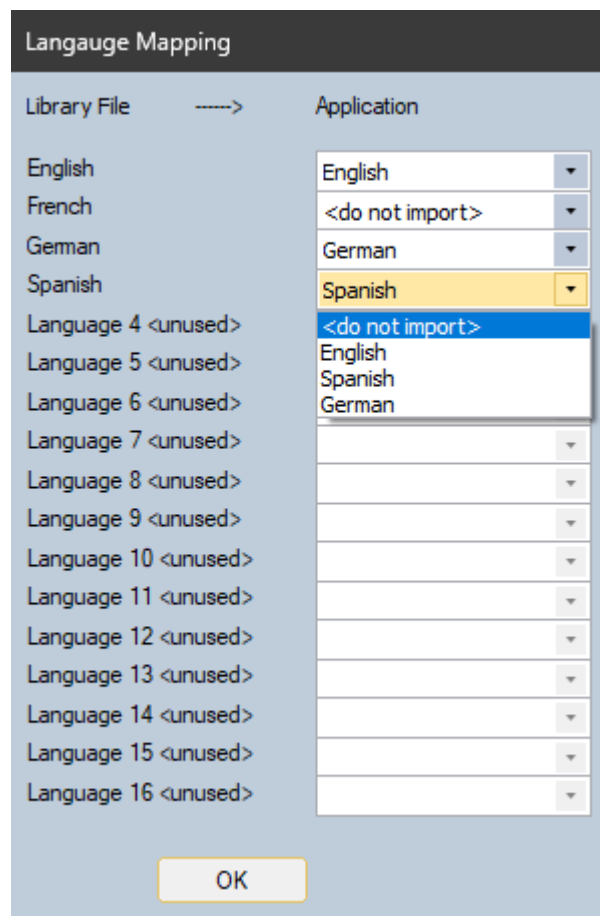 Langauge Mapping
Library File ------> Application
English English
French <do not import>
German German
Spanish Spanish
Language 4 <unused> <do not import>
Language 5 <unused> English
Spanish
Language 6 <unused> German
Language 7 <unused>
Language 8 <unused>
Language 9 <unused>
Language 10 <unused>
Language 11 <unused>
Language 12 <unused>
Language 13 <unused>
Language 14 <unused>
Language 15 <unused>
Language 16 <unused>
OK